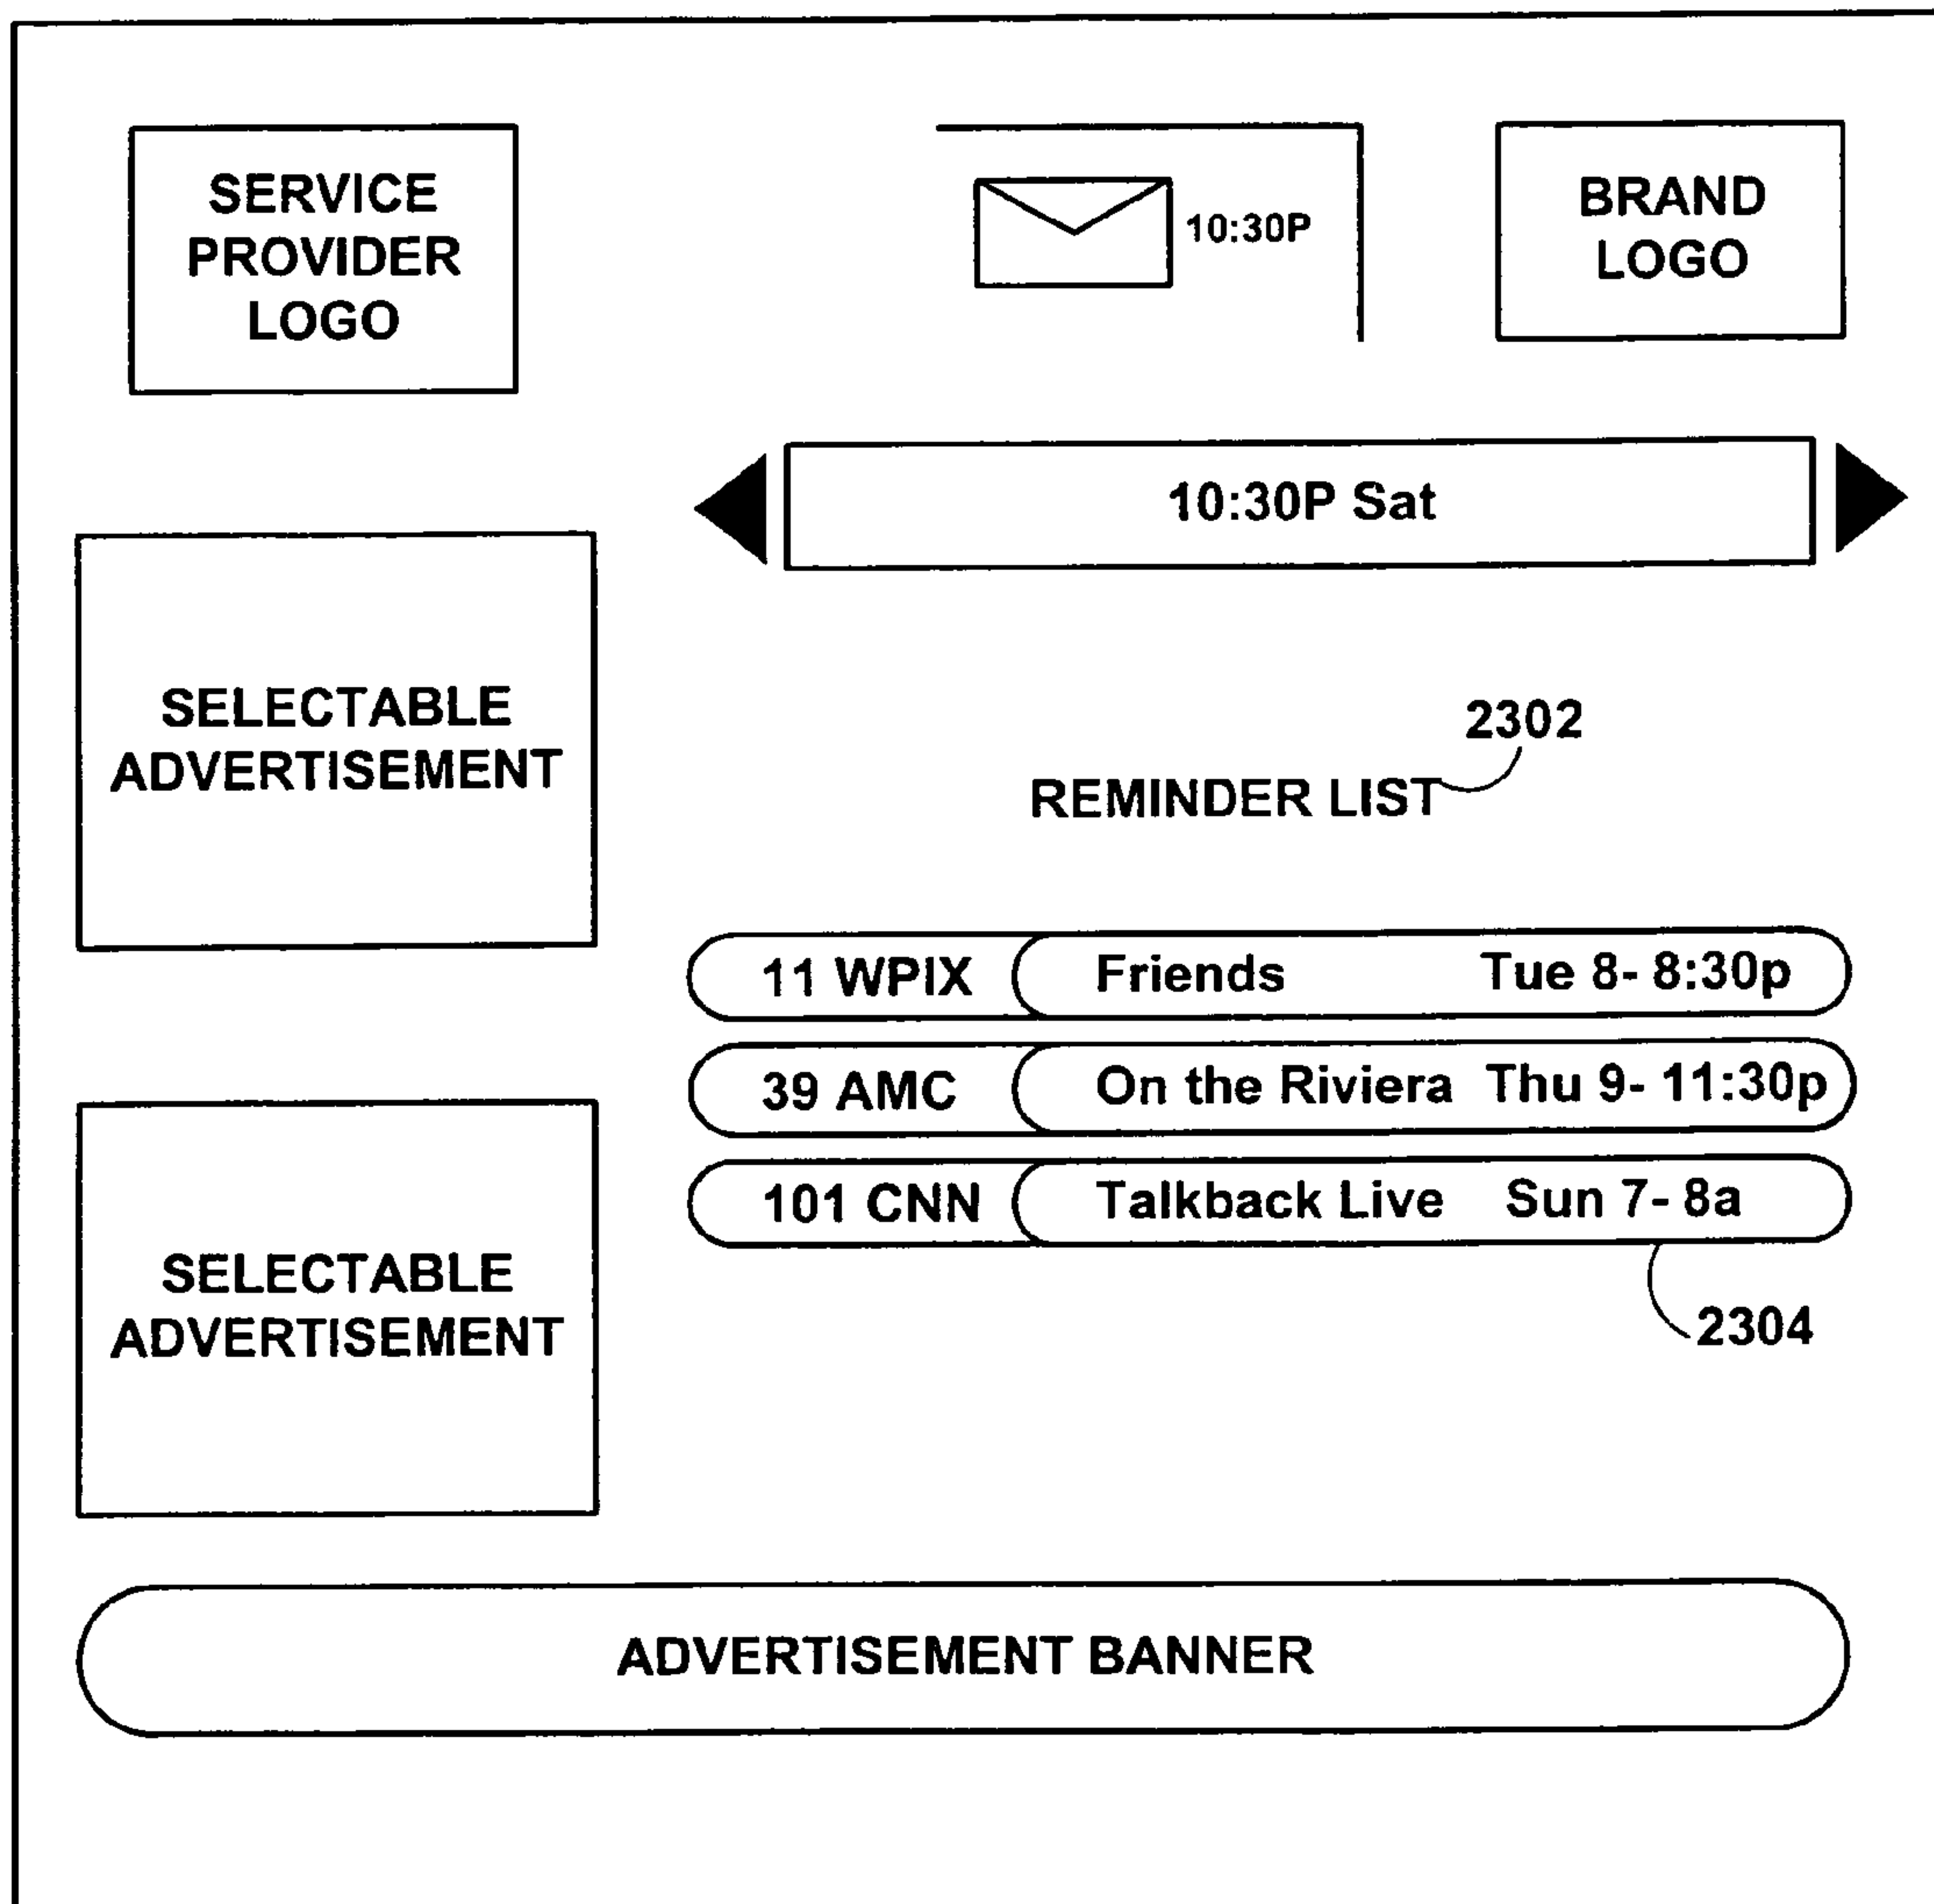 SERVICE
PROVIDER
LOGO
10:30P
BRAND
LOGO
10:30P Sat
SELECTABLE
ADVERTISEMENT
2302
REMINDER LIST
11 WPIX Friends Tue 8- 8:30p
39 AMC On the Riviera Thu 9- 11:30p
101 CNN Talkback Live Sun 7- 8a
2304
SELECTABLE
ADVERTISEMENT
ADVERTISEMENT BANNER